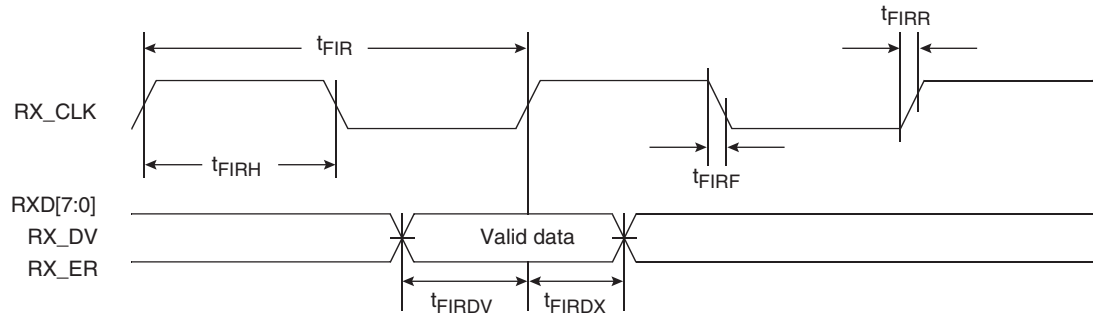 tFIRR
tFIR
RX_CLK
tFIRH
tFIRF
RXD[7:0]
RX_DV
Valid data
RX_ER
tFIRDV
tFIRDX